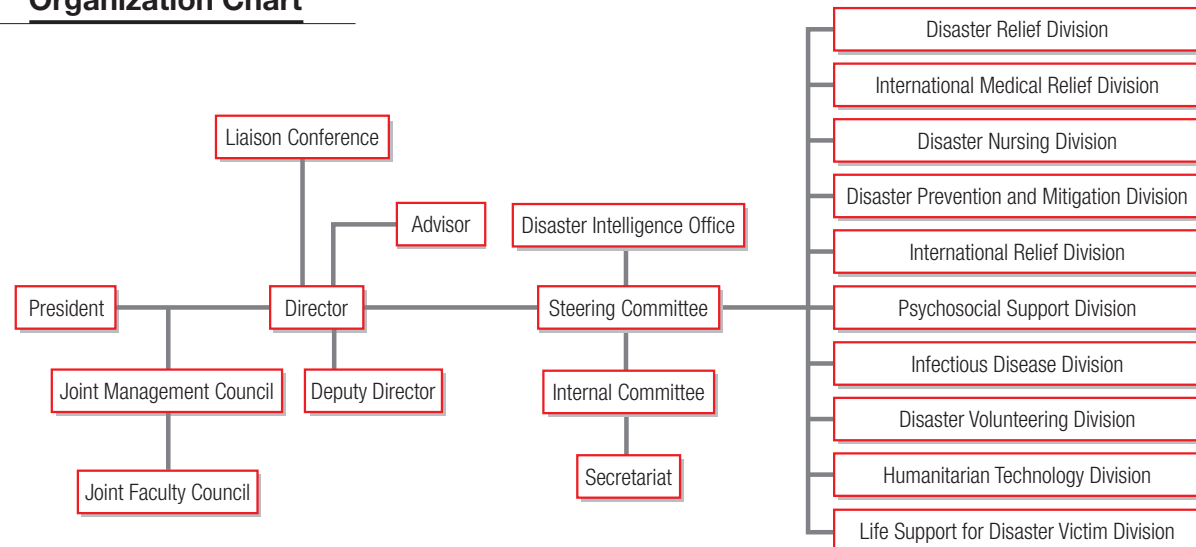 Organization Chart
Disaster Relief Division
International Medical Relief Division
Liaison Conference
Disaster Nursing Division
Disaster Prevention and Mitigation Division
Advisor
Disaster Intelligence Office
International Relief Division
President
Director
Steering Committee
Psychosocial Support Division
Infectious Disease Division
Joint Management Council
Deputy Director
Internal Committee
Disaster Volunteering Division
Secretariat
Humanitarian Technology Division
Joint Faculty Council
Life Support for Disaster Victim Division